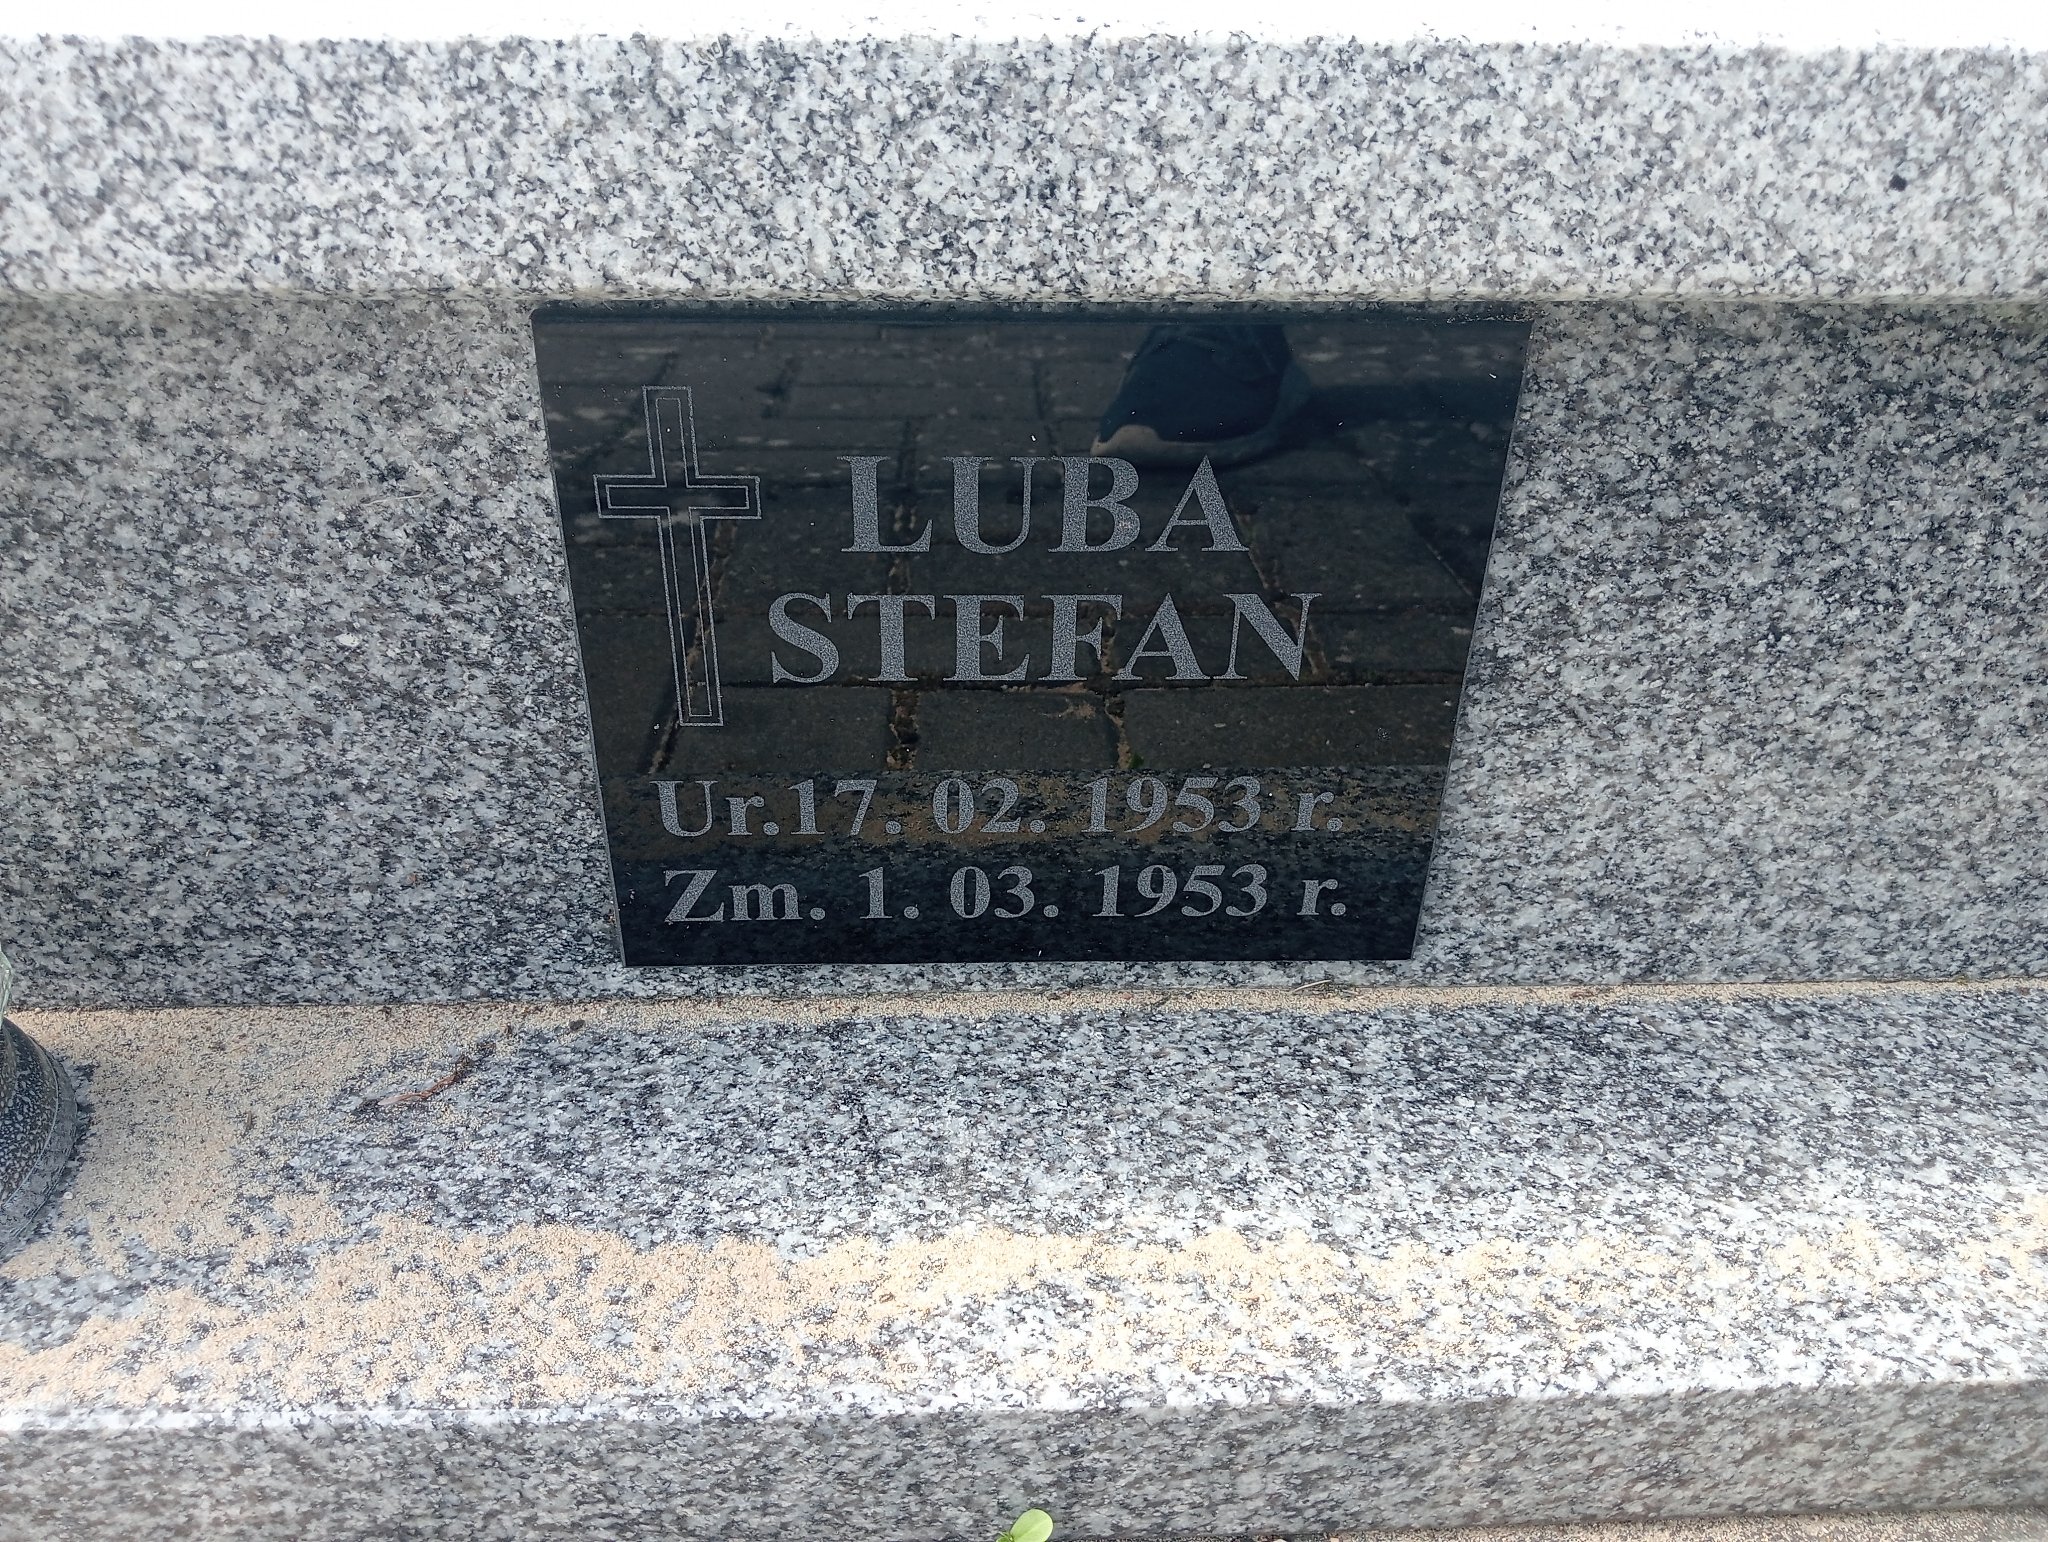 LUBA
STEFAN
Ur.17. 02. 1953 r.
Zm. 1. 03. 1953 r.